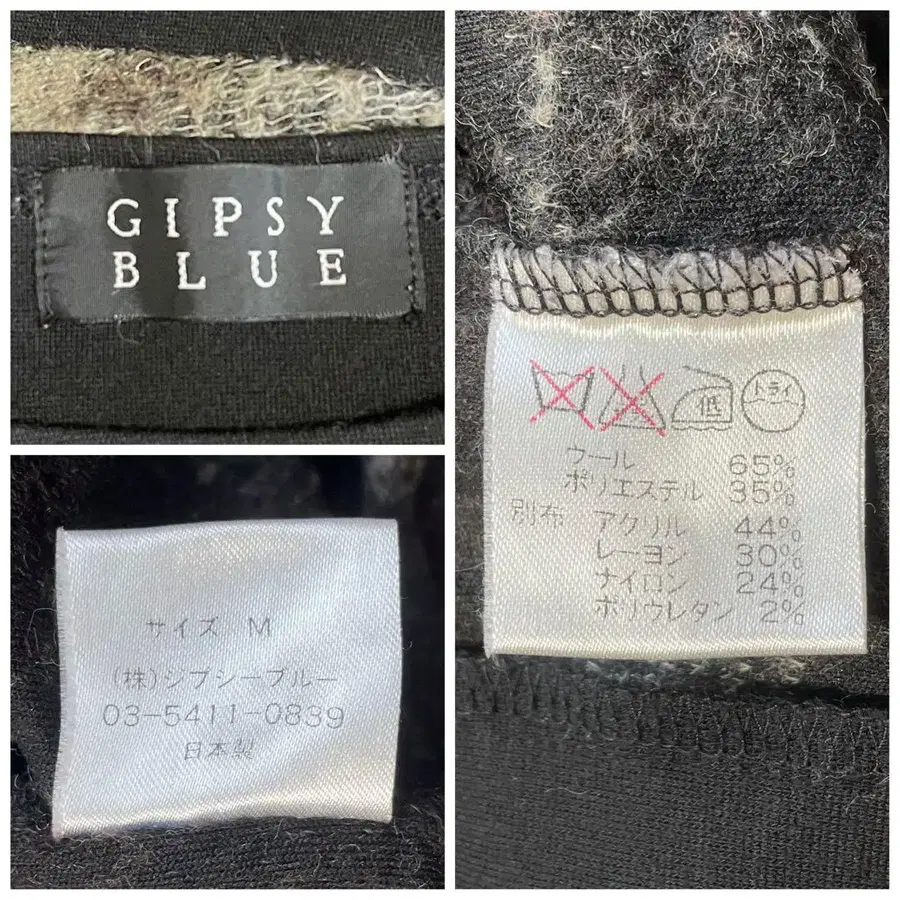 GIPSY
BLUE
サイズ M
(株)ジプシーブルー
03-5411-0839
日本製
低
ドライ
ウール 65%
ポリエステル 35%
別布 アクリル 44%
レーヨン 30%
ナイロン 24%
ポリウレタン 2%